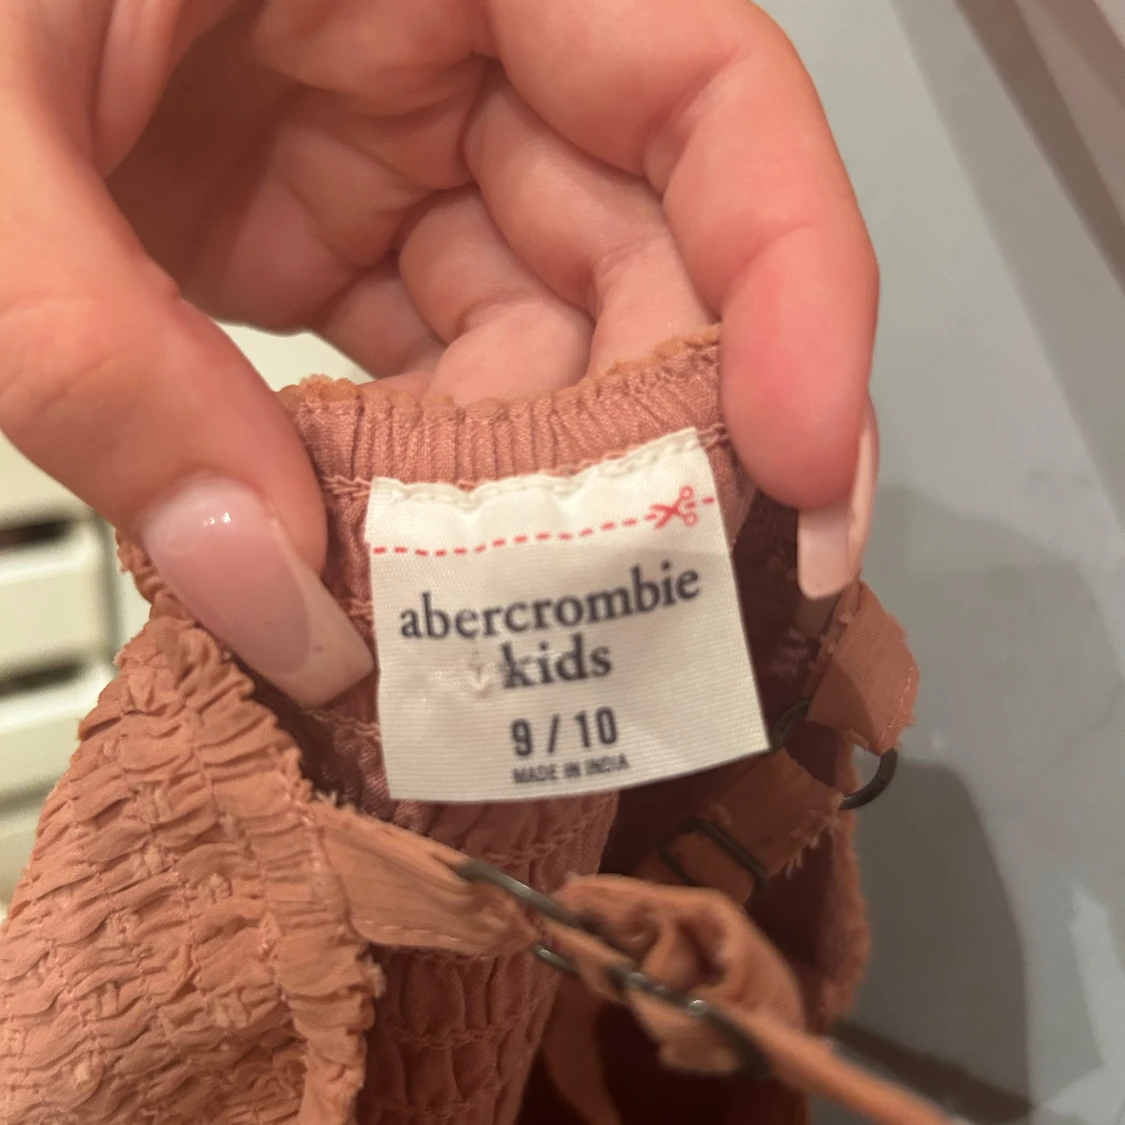 abercrombie
kids
9 / 10
MADE IN INDIA